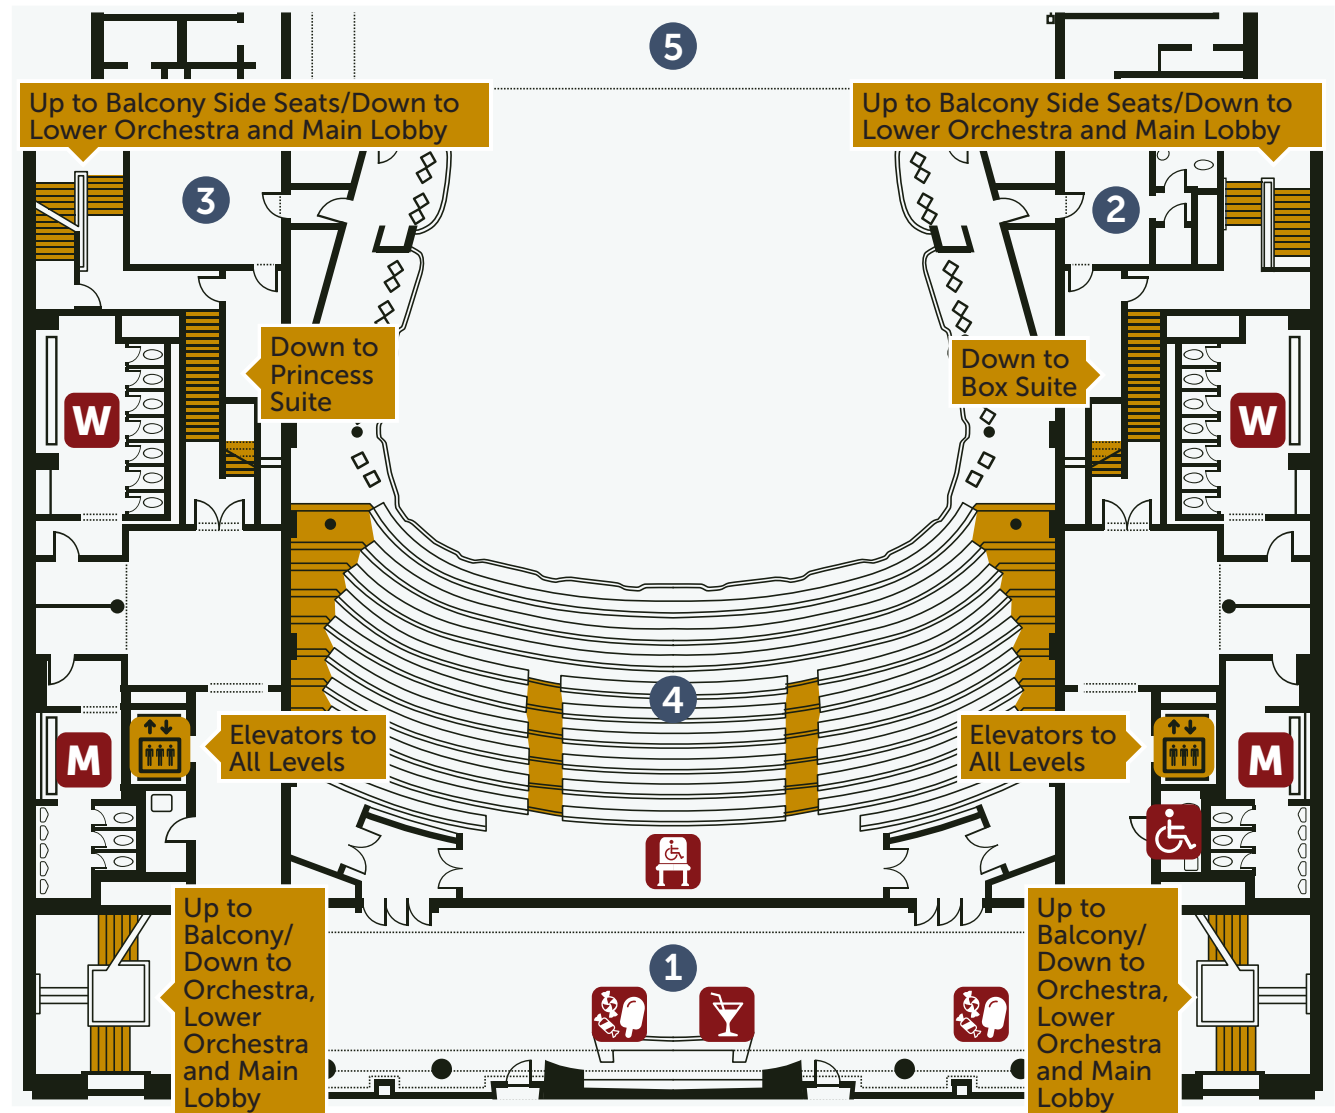 5
Up to Balcony Side Seats/Down to
Lower Orchestra and Main Lobby
Up to Balcony Side Seats/Down to
Lower Orchestra and Main Lobby
3
2
Down to
Princess
Suite
Down to
Box Suite
W
W
4
Elevators to
All Levels
Elevators to
All Levels
M
M
Up to
Balcony/
Down to
Orchestra,
Lower
Orchestra
and Main
Lobby
Up to
Balcony/
Down to
Orchestra,
Lower
Orchestra
and Main
Lobby
1